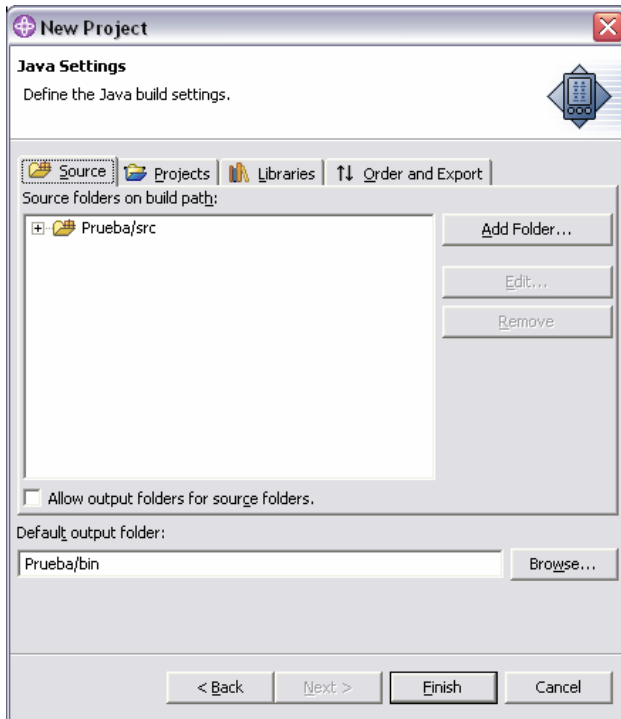 New Project
Java Settings
Define the Java build settings.
Source Projects Libraries Order and Export
Source folders on build path:
Prueba/src
Add Folder...
Edit...
Remove
Allow output folders for source folders.
Default output folder:
Prueba/bin Browse...
< Back Next > Finish Cancel